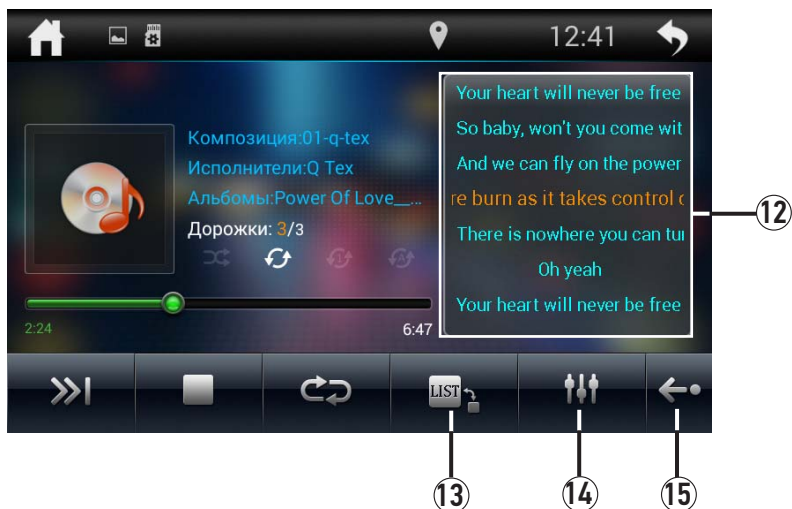 12:41
Композиция:01-q-tex
Исполнители:Q Tex
Альбомы:Power Of Love__...
Дорожки: 3/3
1
A
2:24
6:47
Your heart will never be free
So baby, won't you come wit
And we can fly on the power
re burn as it takes control c
There is nowhere you can tur
Oh yeah
Your heart will never be free
LIST
12
13
14
15